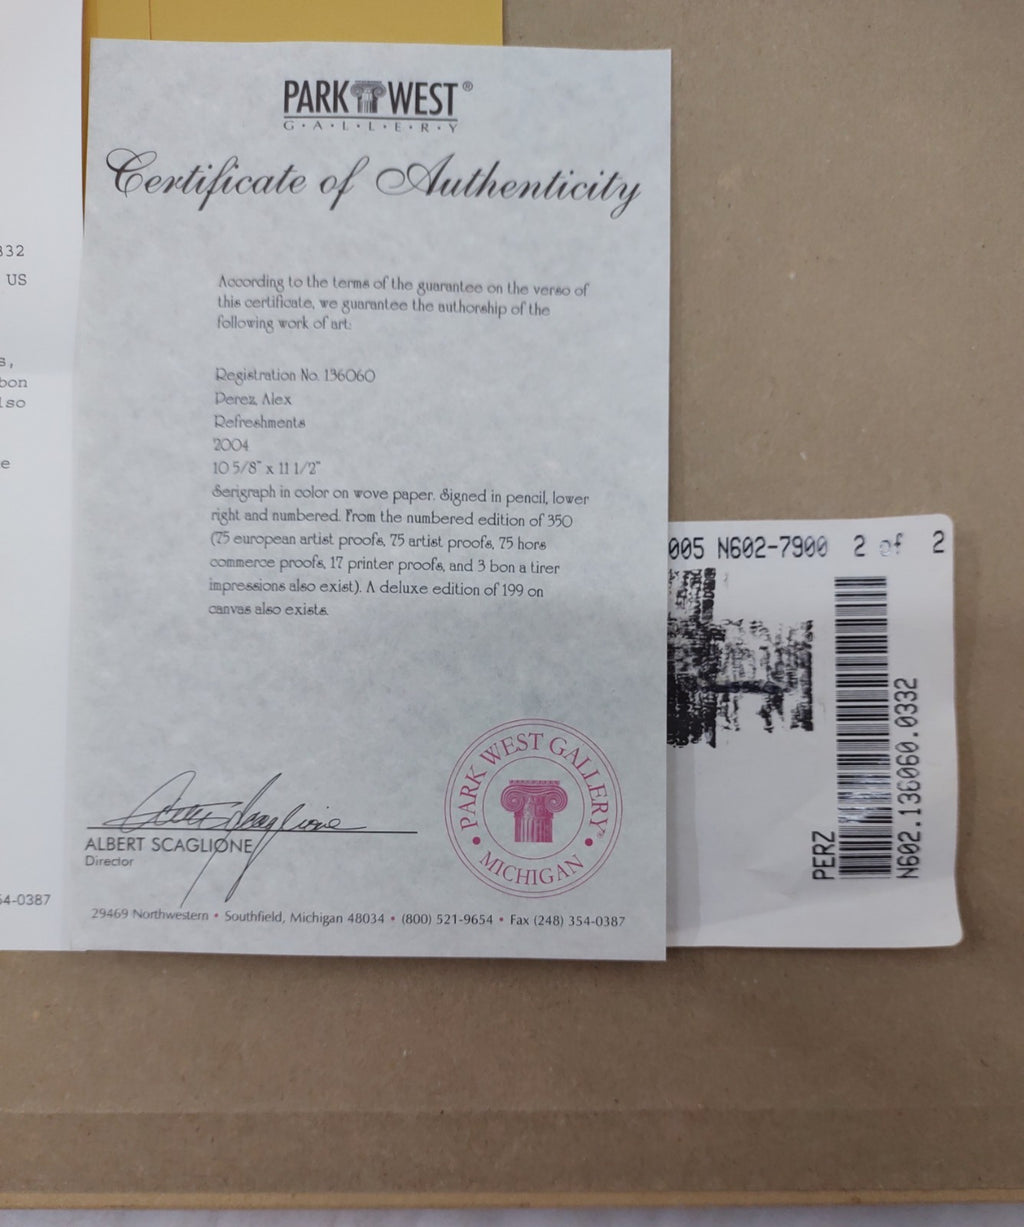 PARK WEST®
G·A·L·L·E·R·Y
Certificate of Authenticity
According to the terms of the guarantee on the verso of
this certificate, we guarantee the authorship of the
following work of art:
Registration No. 136060
Perez, Alex
Refreshments
2004
10 5/8" x 11 1/2"
Serigraph in color on wove paper. Signed in pencil, lower
right and numbered. From the numbered edition of 350
(75 european artist proofs, 75 artist proofs, 75 hors
commerce proofs, 17 printer proofs, and 3 bon a tirer
impressions also exist). A deluxe edition of 199 on
canvas also exists.
ALBERT SCAGLIONE
Director
PARK WEST GALLERY®
• MICHIGAN •
29469 Northwestern • Southfield, Michigan 48034 • (800) 521-9654 • Fax (248) 354-0387
332
US
s,
bon
lso
e
54-0387
005 N602-7900 2 of 2
PERZ
N602.136060.0332